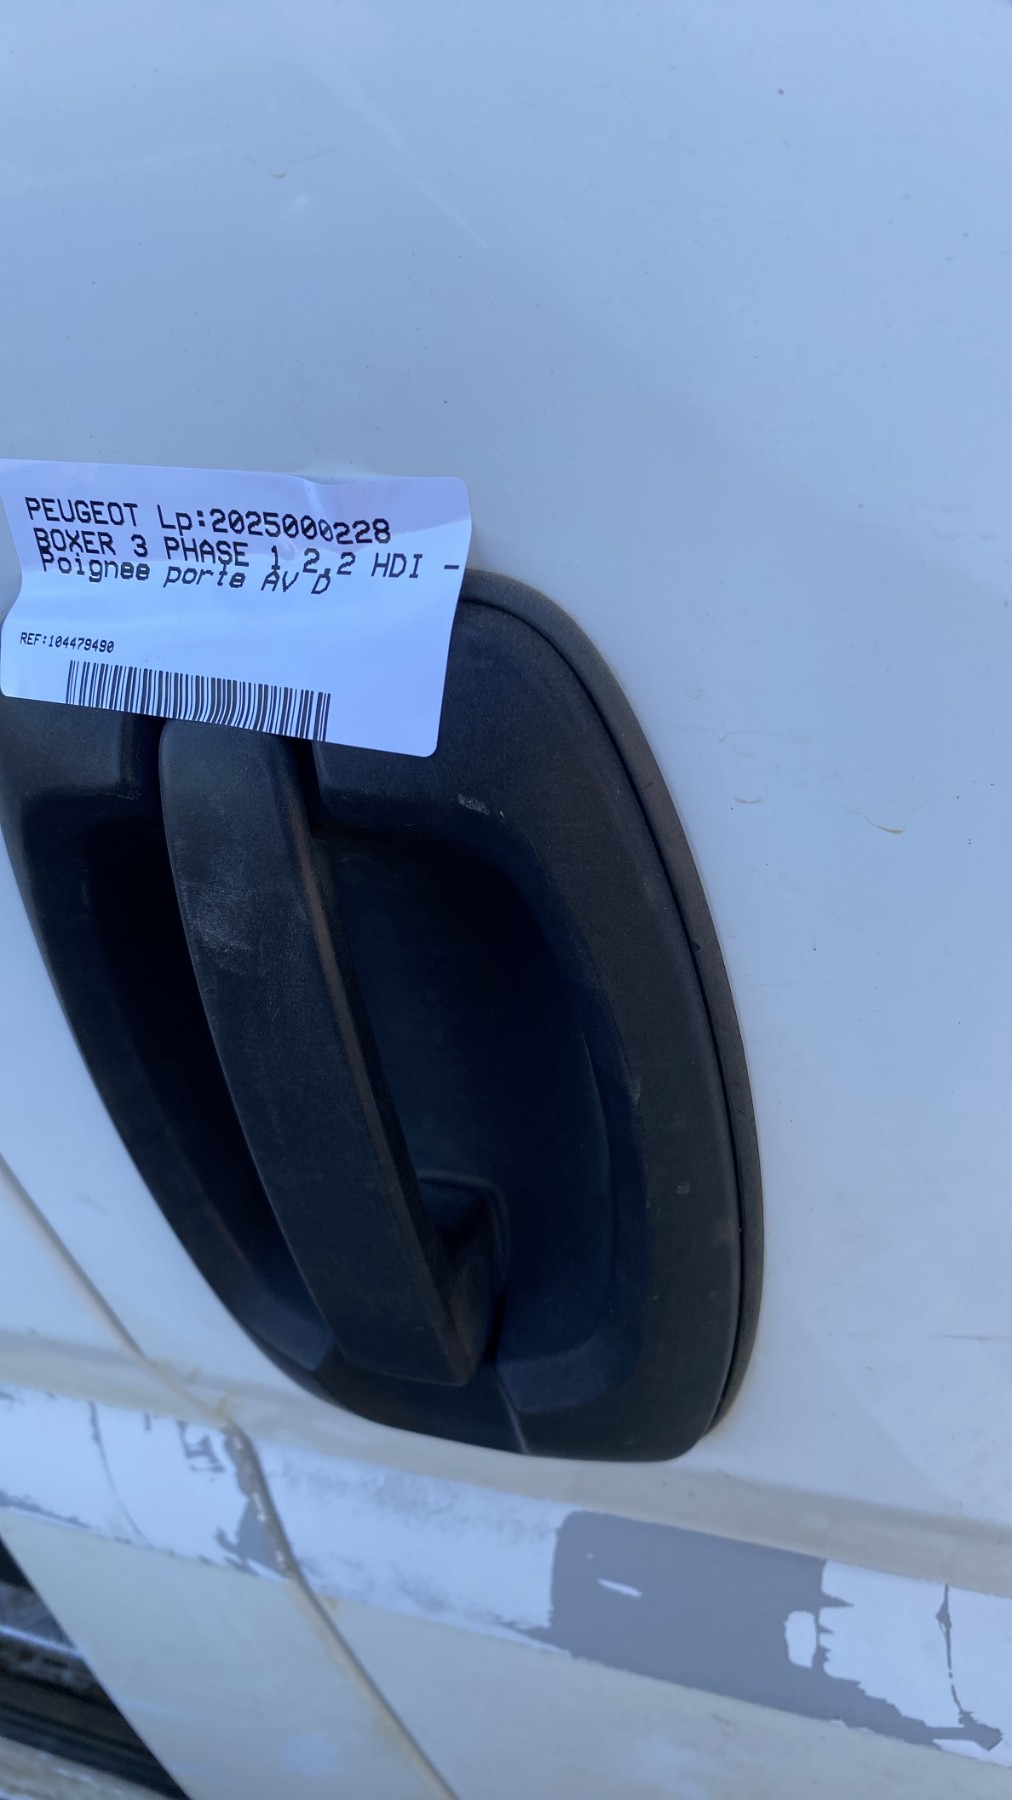 PEUGEOT Lp:2025000228
BOXER 3 PHASE 1 2.2 HDI -
Poignee porte AV D
REF:104479490